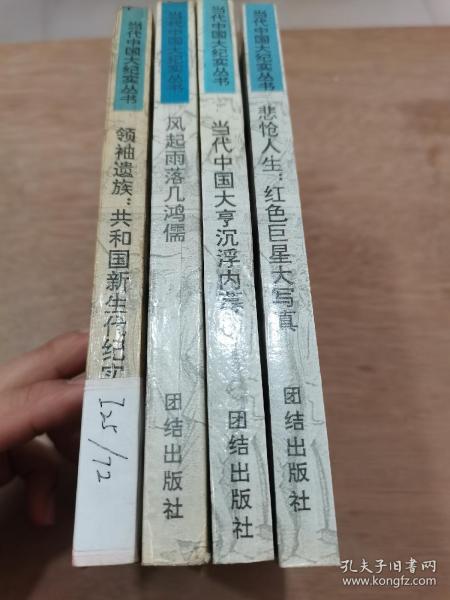 当代中国大纪实丛书
领袖遗族：共和国新生代纪实
I25/72
当代中国大纪实丛书
风起雨落几鸿儒
团结出版社
当代中国大纪实丛书
当代中国大亨沉浮内幕
团结出版社
当代中国大纪实丛书
悲怆人生：红色巨星大写真
团结出版社
孔夫子旧书网
www.kongfz.com